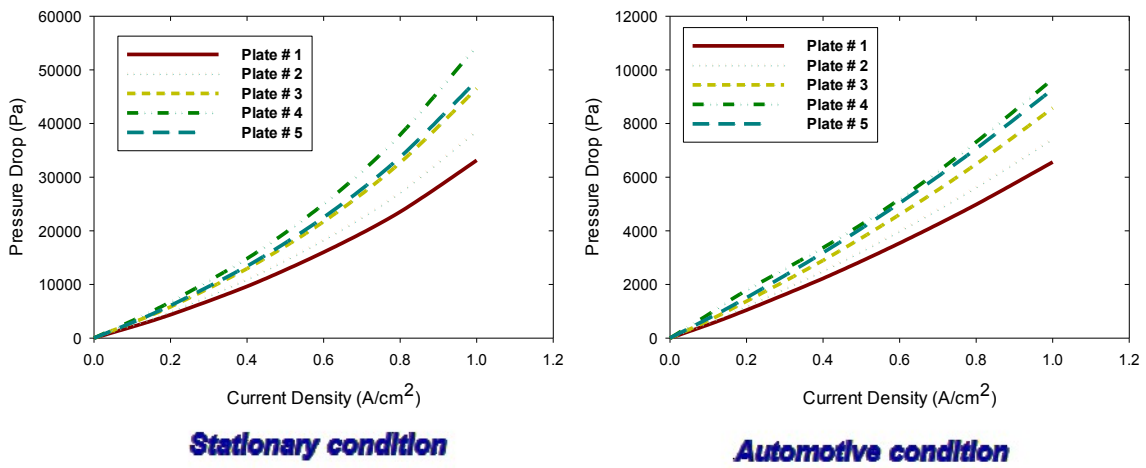 60000
50000
40000
30000
20000
10000
0
Pressure Drop (Pa)
Plate # 1
Plate # 2
Plate # 3
Plate # 4
Plate # 5
0.0 0.2 0.4 0.6 0.8 1.0 1.2
Current Density (A/cm²)
Stationary condition
12000
10000
8000
6000
4000
2000
0
Pressure Drop (Pa)
Plate # 1
Plate # 2
Plate # 3
Plate # 4
Plate # 5
0.0 0.2 0.4 0.6 0.8 1.0 1.2
Current Density (A/cm²)
Automotive condition